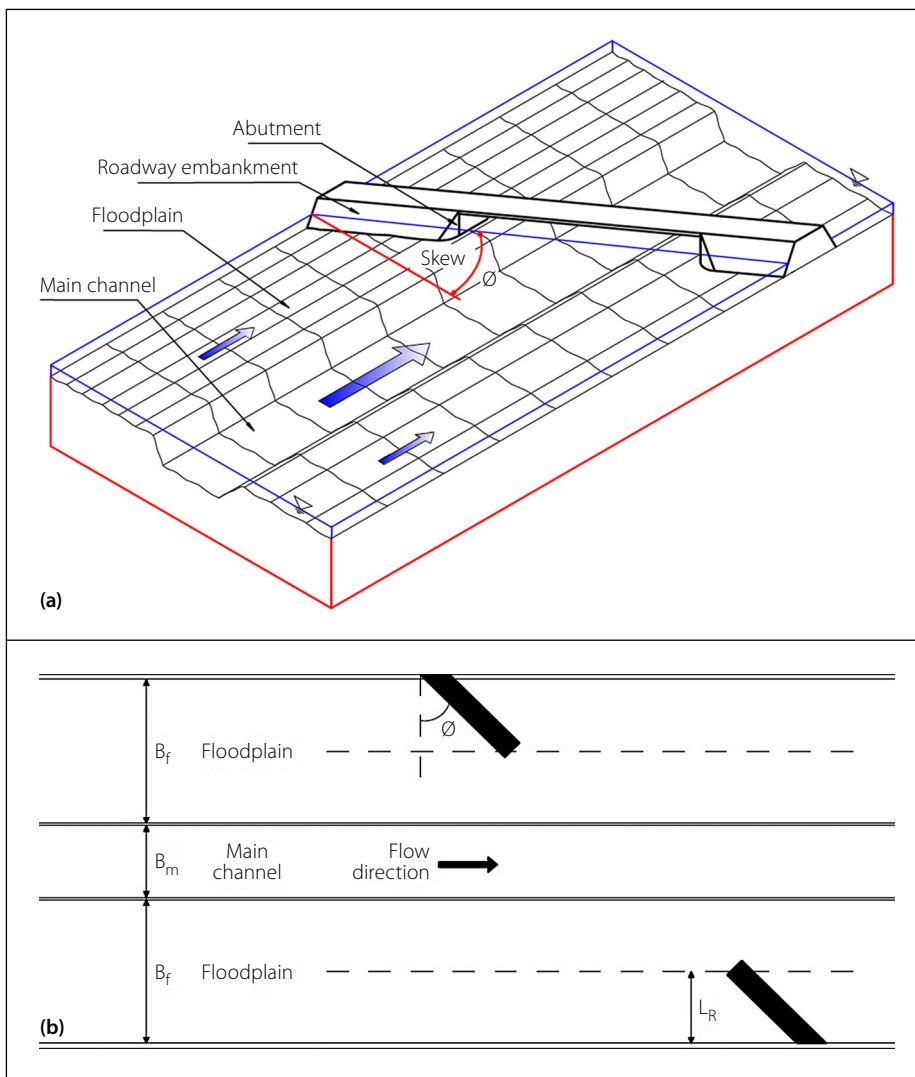 Abutment
Roadway embankment
Floodplain
Skew
Ø
Main channel
(a)
Ø
B_f Floodplain
B_m Main
channel
Flow
direction
B_f Floodplain
L_R
(b)